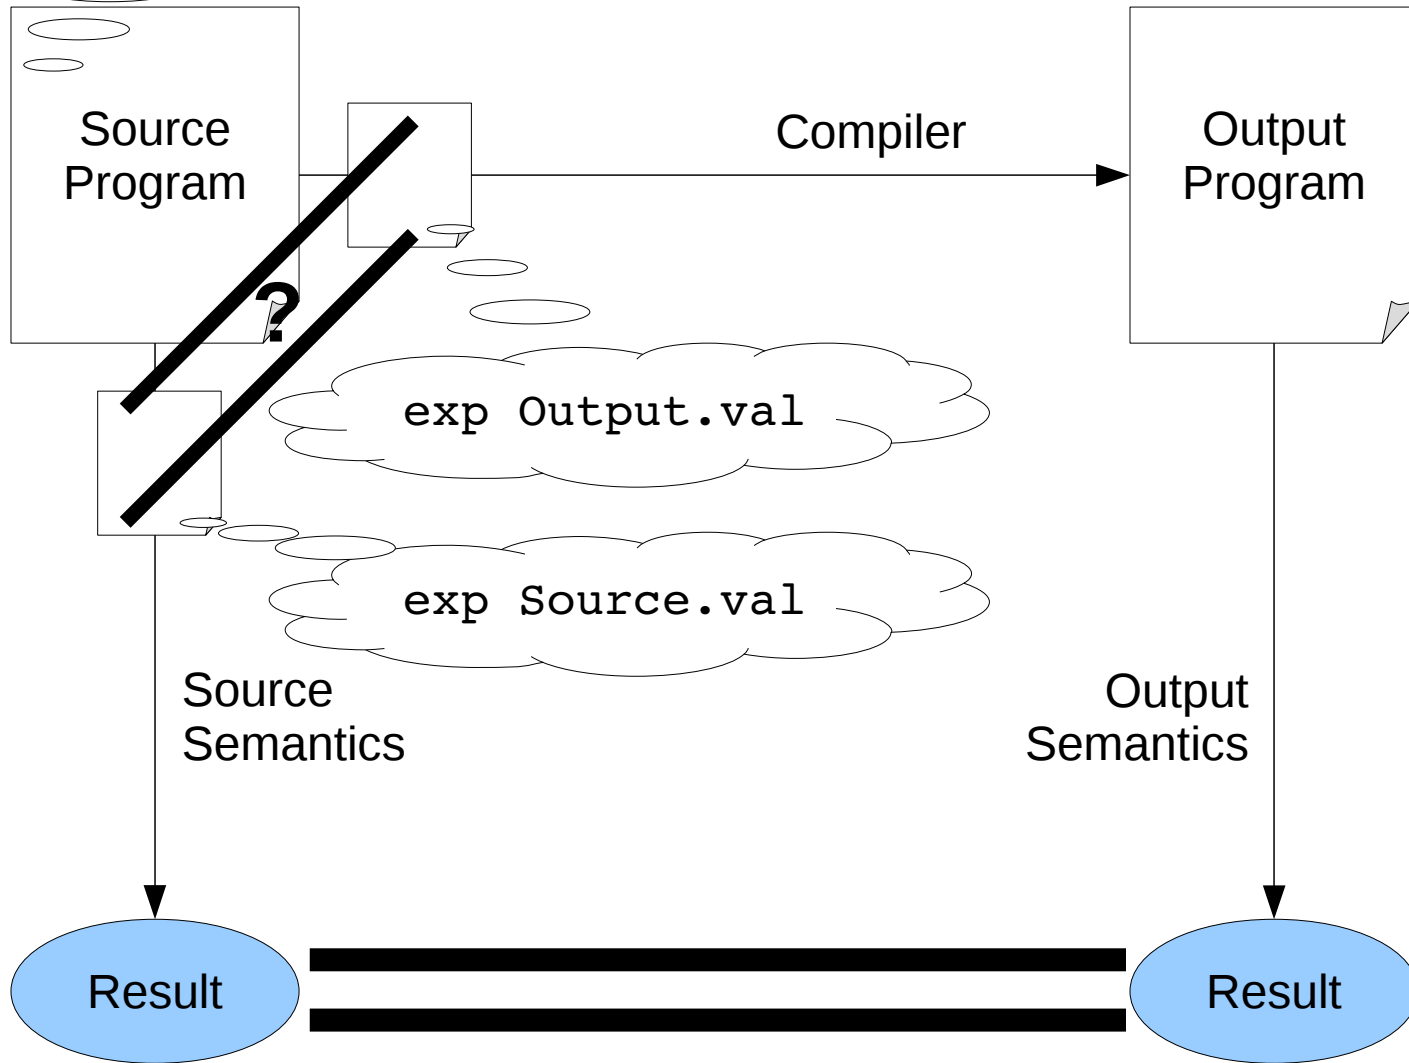 Source
Program
Compiler
Output
Program
?
exp Output.val
exp Source.val
Source
Semantics
Output
Semantics
Result
Result